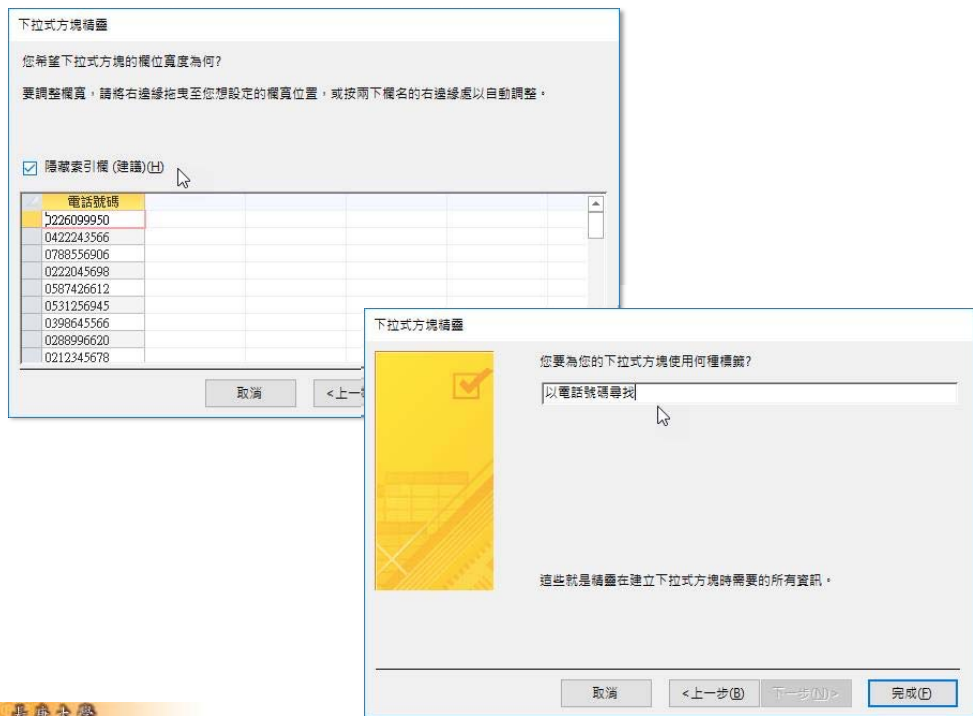 下拉式方塊精靈
您希望下拉式方塊的欄位寬度為何?
要調整欄寬，請將右邊緣拖曳至您想設定的欄寬位置，或按兩下欄名的右邊緣處以自動調整。
隱藏索引欄 (建議)(H)
電話號碼
226099950
0422243566
0788556906
0222045698
0587426612
0531256945
0398645566
0288996620
0212345678
取消
<上一
下拉式方塊精靈
您要為您的下拉式方塊使用何種標籤?
以電話號碼尋找
這些就是精靈在建立下拉式方塊時需要的所有資訊。
取消
<上一步(B)
下一步(N)>
完成(F)
長庚大學